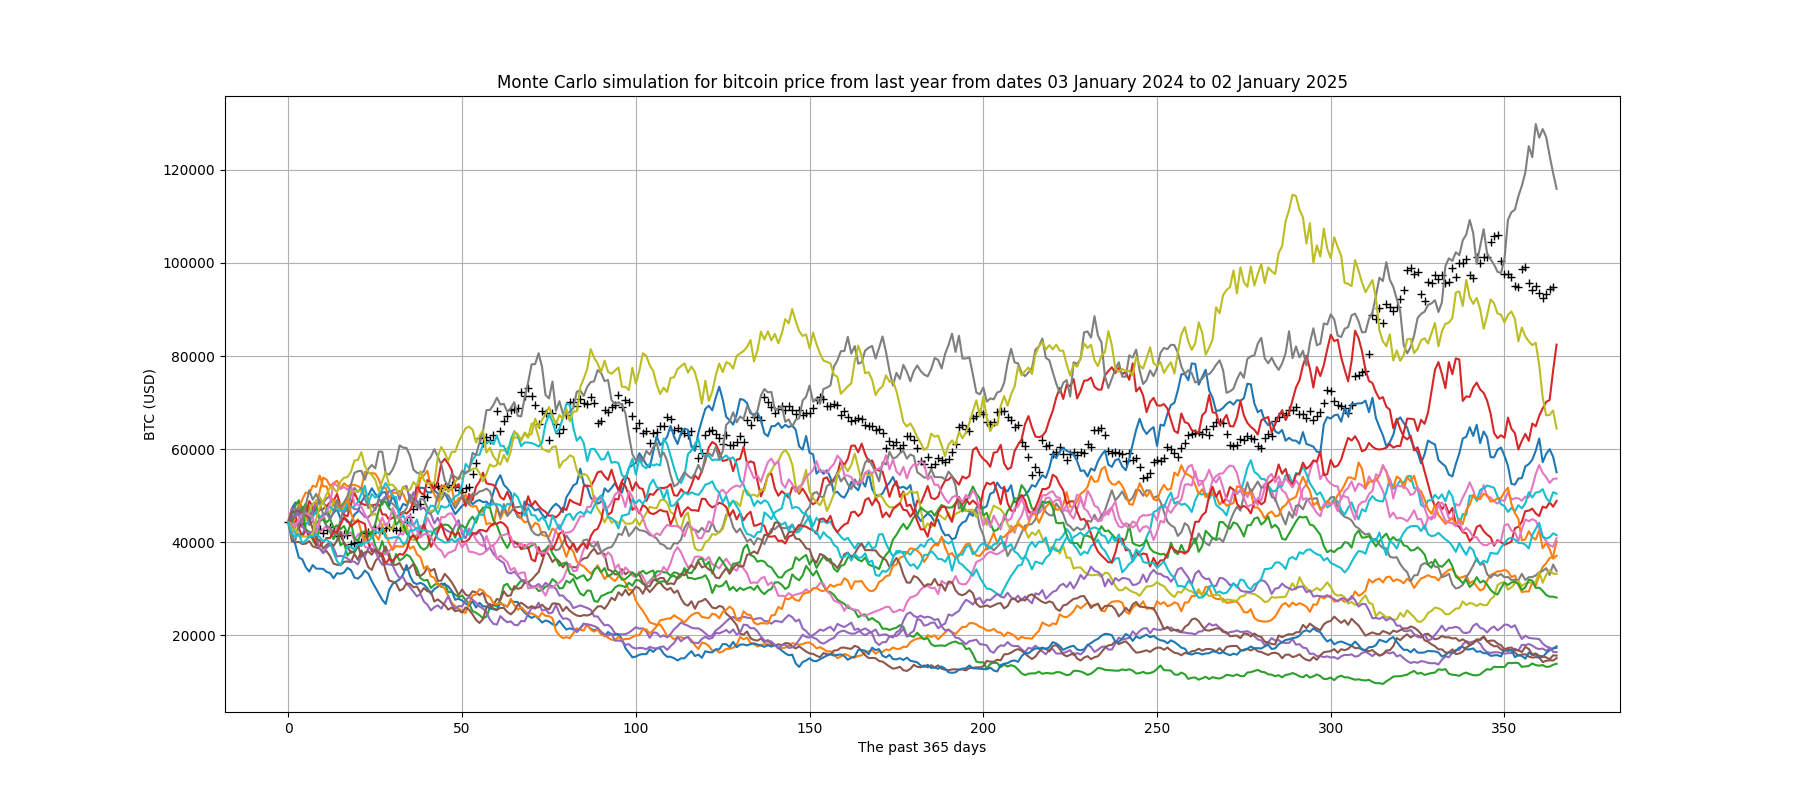 Monte Carlo simulation for bitcoin price from last year from dates 03 January 2024 to 02 January 2025
120000
100000
80000
60000
40000
20000
BTC (USD)
0 50 100 150 200 250 300 350
The past 365 days